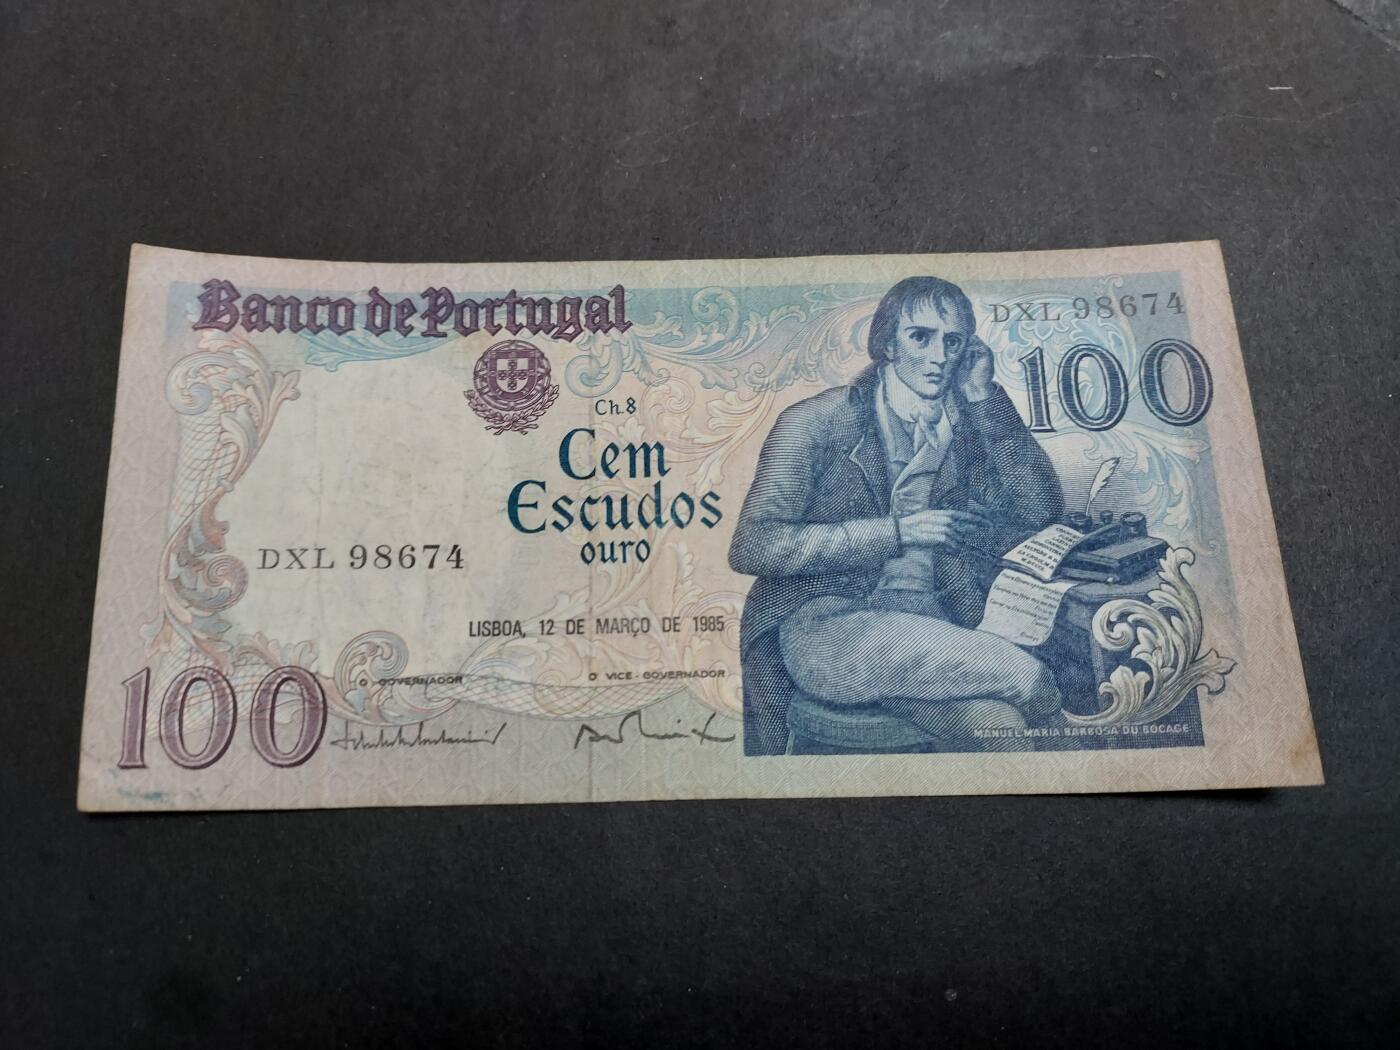 Banco de Portugal
DXL 98674
100
Ch.8
Cem
Escudos
ouro
DXL 98674
LISBOA, 12 DE MARÇO DE 1985
O GOVERNADOR
O VICE-GOVERNADOR
100
MANUEL MARIA BARBOSA DU BOCAGE